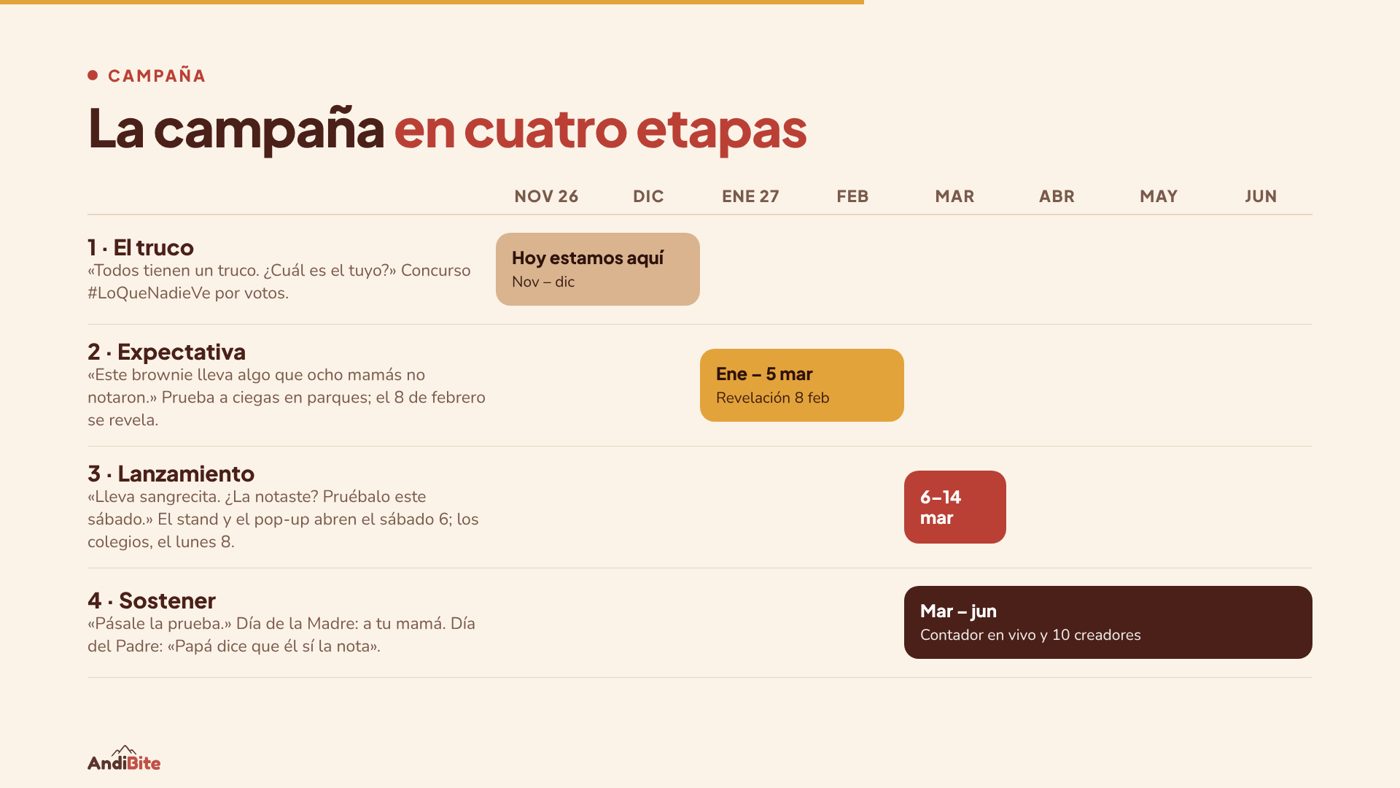 CAMPAÑA
La campaña en cuatro etapas
NOV 26 DIC ENE 27 FEB MAR ABR MAY JUN
1 · El truco
«Todos tienen un truco. ¿Cuál es el tuyo?» Concurso
#LoQueNadieVe por votos.
Hoy estamos aquí
Nov – dic
2 · Expectativa
«Este brownie lleva algo que ocho mamás no
notaron.» Prueba a ciegas en parques; el 8 de febrero
se revela.
Ene – 5 mar
Revelación 8 feb
3 · Lanzamiento
«Lleva sangrecita. ¿La notaste? Pruébalo este
sábado.» El stand y el pop-up abren el sábado 6; los
colegios, el lunes 8.
6–14
mar
4 · Sostener
«Pásale la prueba.» Día de la Madre: a tu mamá. Día
del Padre: «Papá dice que él sí la nota».
Mar – jun
Contador en vivo y 10 creadores
AndiBite